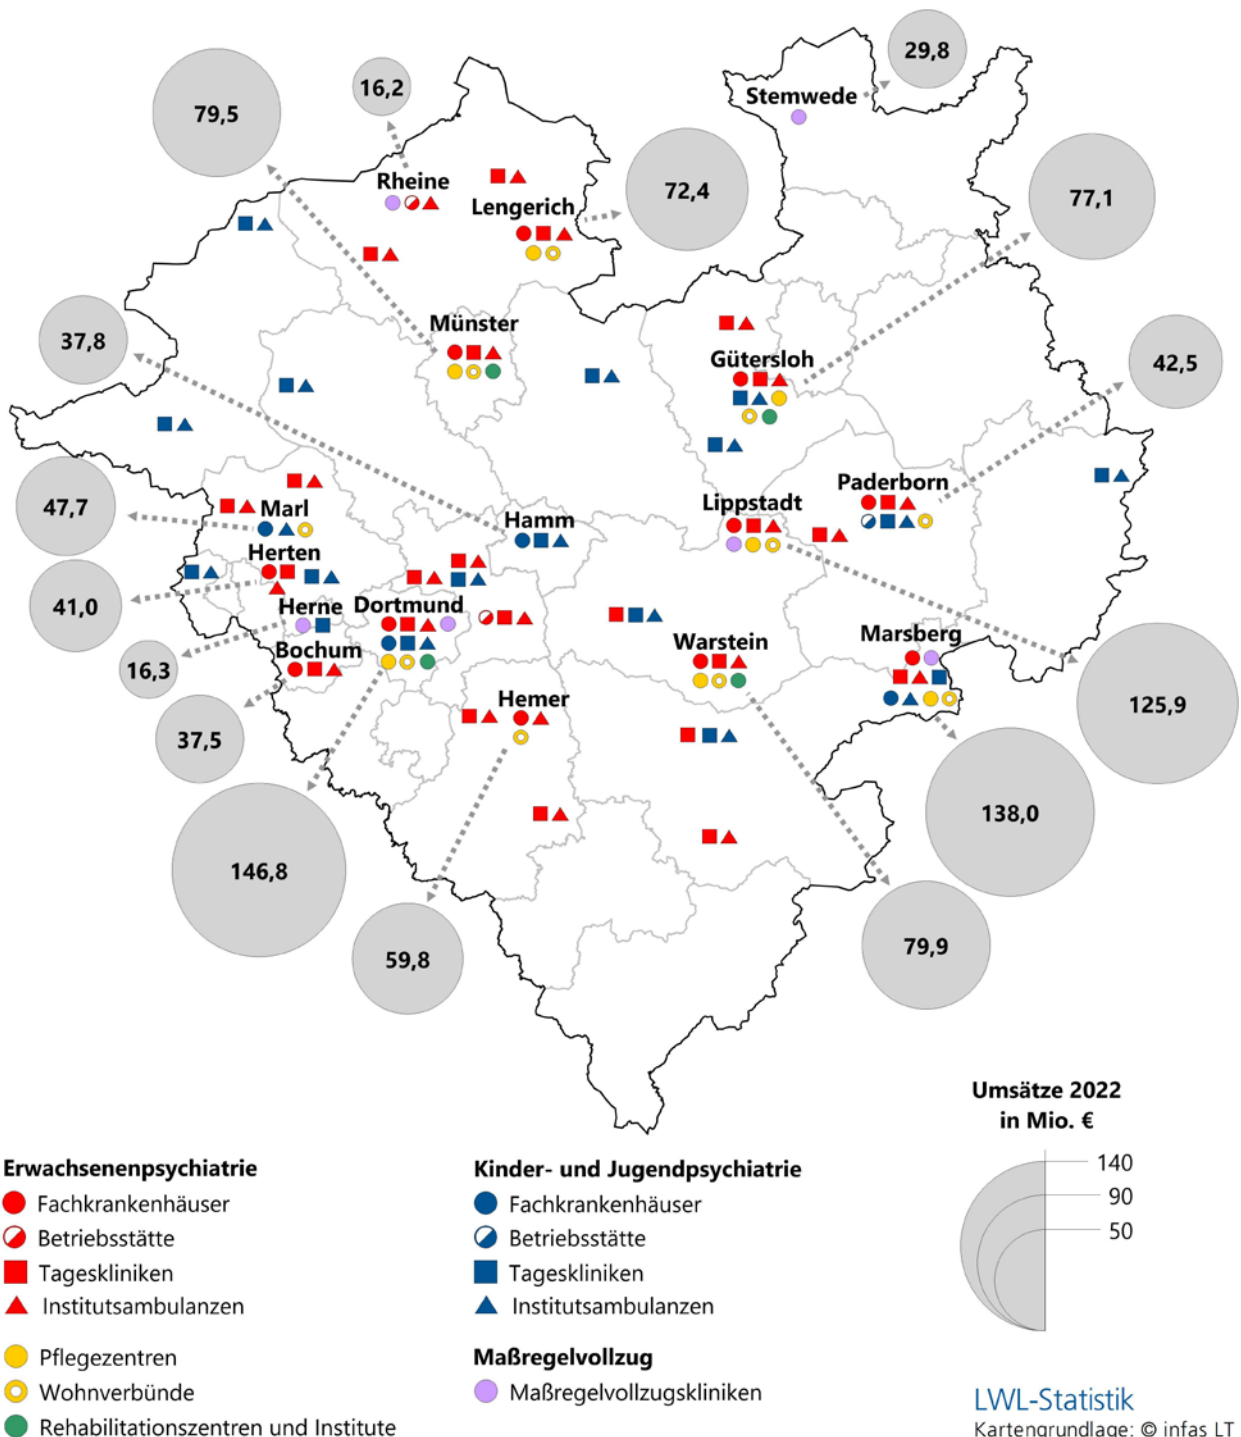 29,8
79,5
16,2
Stemwede
Rheine
72,4
77,1
Lengerich
37,8
Münster
Gütersloh
42,5
47,7
Marl
Paderborn
Lippstadt
Hamm
Herten
41,0
Herne
Dortmund
Bochum
16,3
Warstein
Marsberg
Hemer
125,9
37,5
138,0
146,8
59,8
79,9
Umsätze 2022
in Mio. €
140
90
50
Erwachsenenpsychiatrie
Fachkrankenhäuser
Betriebsstätte
Tageskliniken
Institutsambulanzen
Pflegezentren
Wohnverbünde
Rehabilitationszentren und Institute
Kinder- und Jugendpsychiatrie
Fachkrankenhäuser
Betriebsstätte
Tageskliniken
Institutsambulanzen
Maßregelvollzug
Maßregelvollzugskliniken
LWL-Statistik
Kartengrundlage: © infas LT